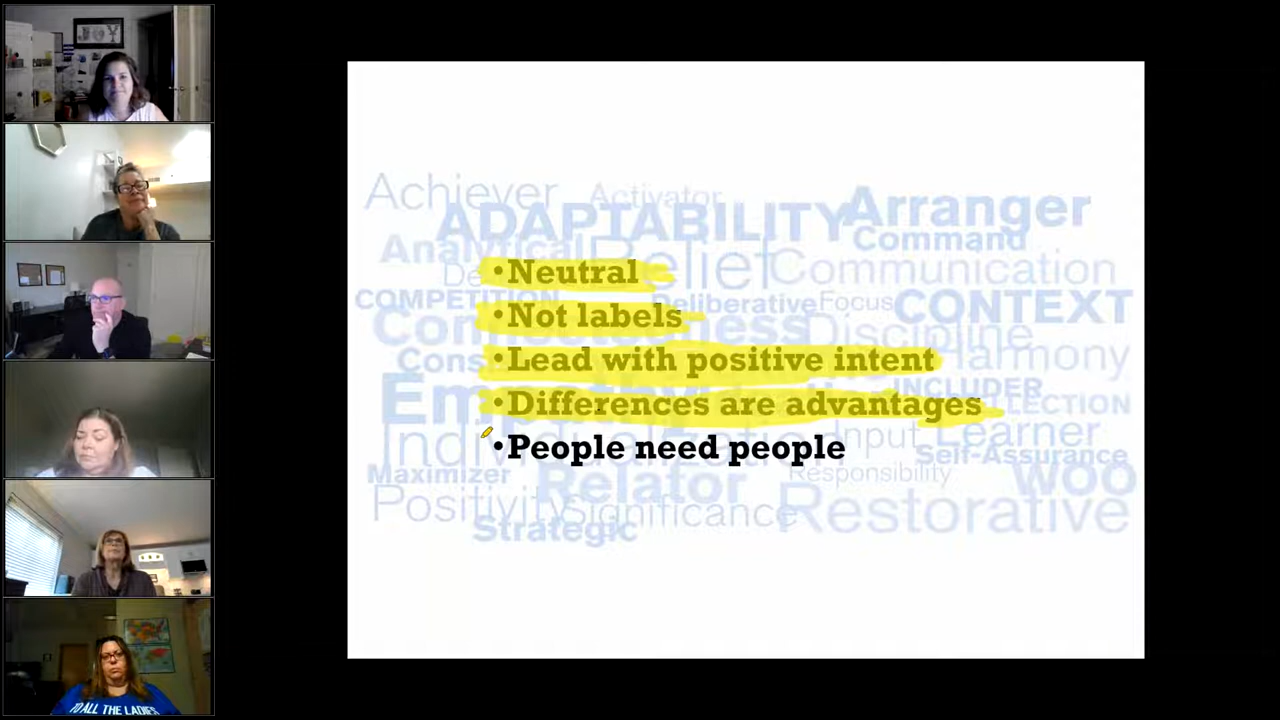 Achiever
Activator
ADAPTABILITY
Arranger
Analytical
Command
Belief
Communication
• Neutral
COMPETITION
Deliberative
Focus
CONTEXT
• Not labels
Discipline
Harmony
• Lead with positive intent
INCLUDER
• Differences are advantages
Input
Learner
• People need people
Self-Assurance
Maximizer
Relator
Responsibility
WOO
Positivity
Significance
Restorative
Strategic
TO ALL THE LADIES